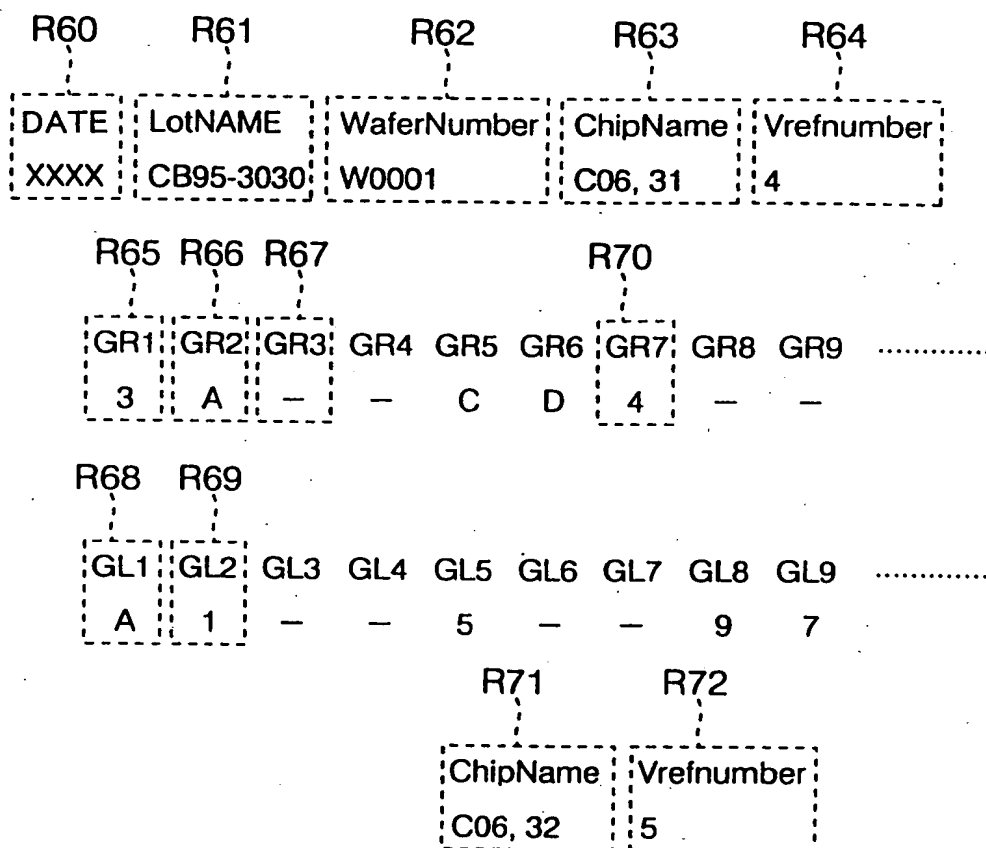 R60 R61 R62 R63 R64
DATE LotNAME WaferNumber ChipName Vrefnumber
XXXX CB95-3030 W0001 C06, 31 4
R65 R66 R67 R70
GR1 GR2 GR3 GR4 GR5 GR6 GR7 GR8 GR9 ..............
3 A – – C D 4 – –
R68 R69
GL1 GL2 GL3 GL4 GL5 GL6 GL7 GL8 GL9 ..............
A 1 – – 5 – – 9 7
R71 R72
ChipName Vrefnumber
C06, 32 5